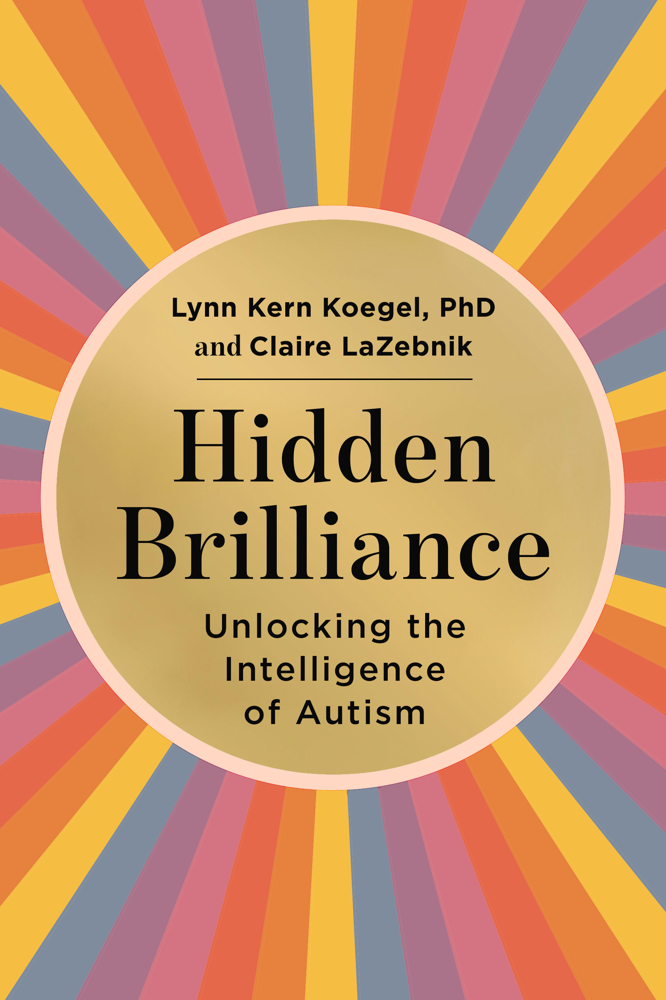 Lynn Kern Koegel, PhD
and Claire LaZebnik
Hidden
Brilliance
Unlocking the
Intelligence
of Autism